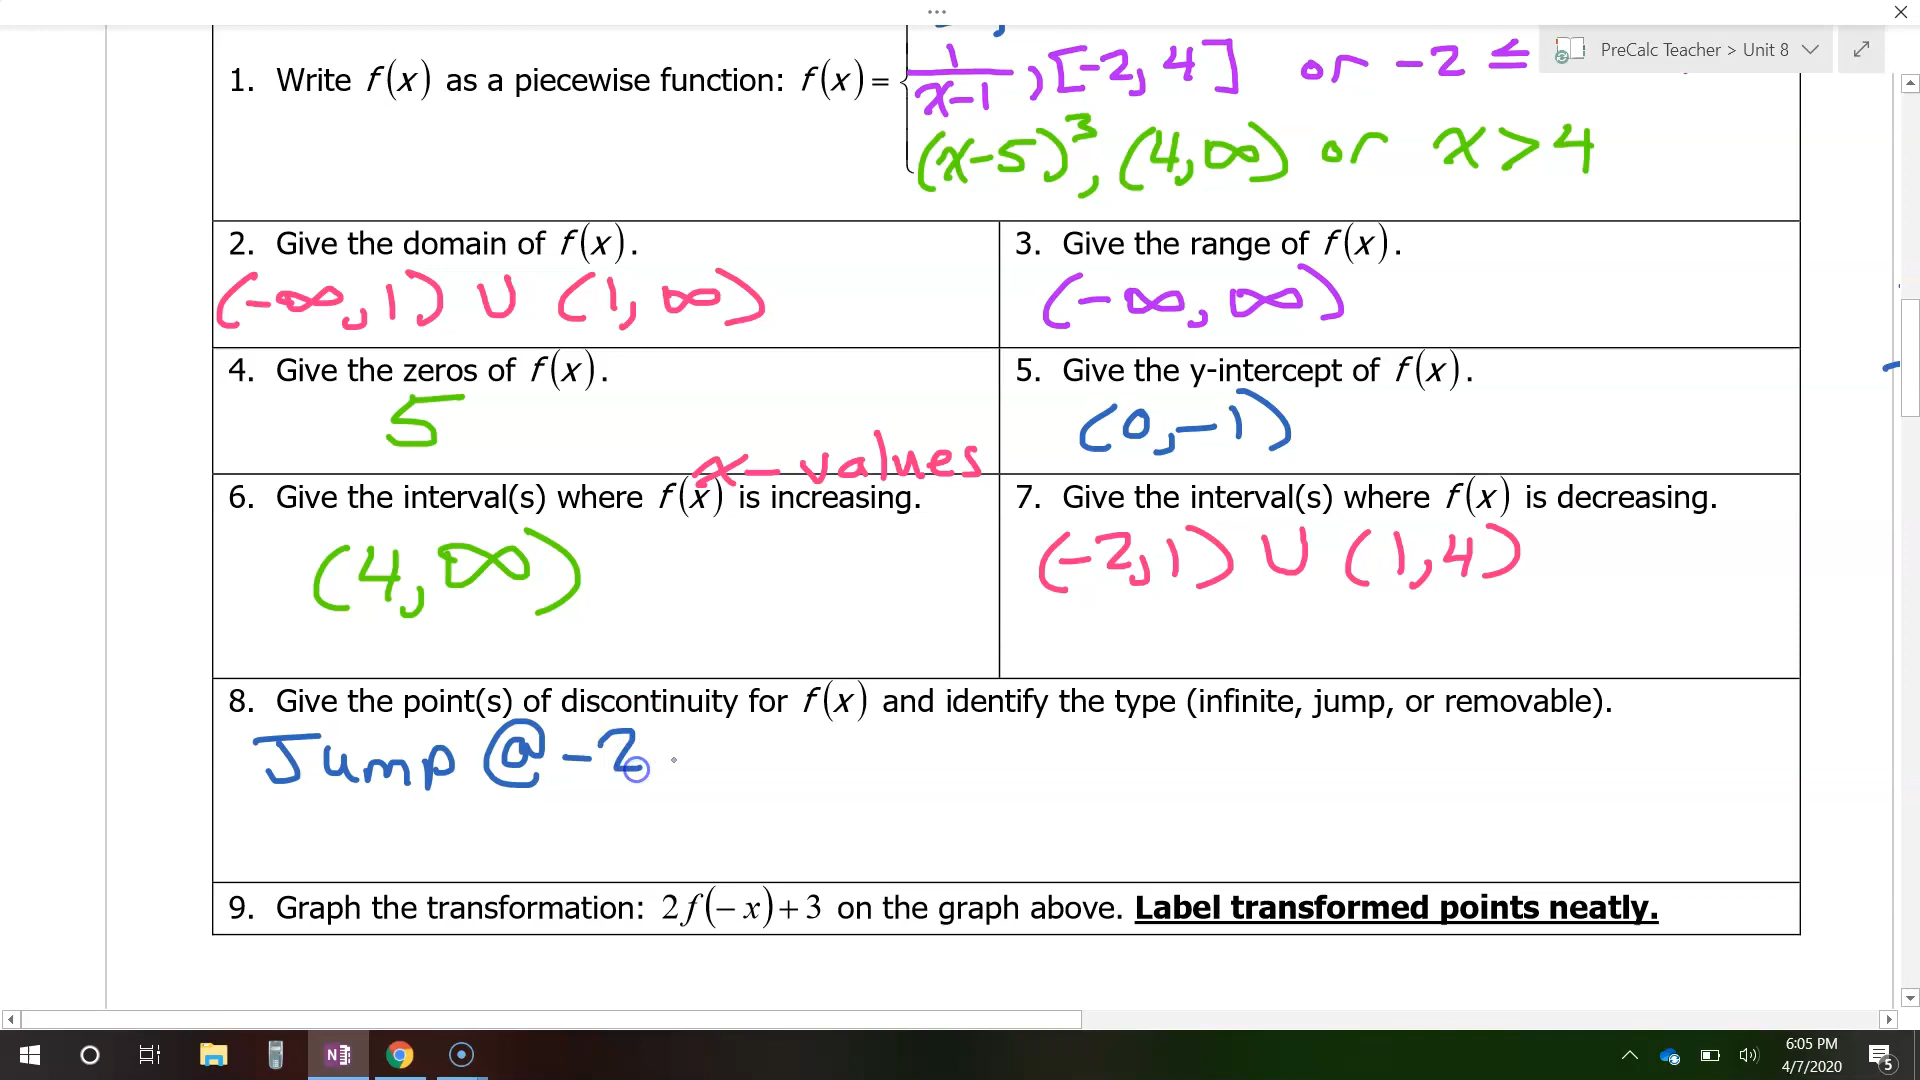 PreCalc Teacher > Unit 8
1. Write f(x) as a piecewise function: f(x) =
1/(x-1), [-2, 4] or -2 ≤
(x-5)³, (4, ∞) or x > 4
2. Give the domain of f(x).
(-∞, 1) ∪ (1, ∞)
3. Give the range of f(x).
(-∞, ∞)
4. Give the zeros of f(x).
5
5. Give the y-intercept of f(x).
(0, -1)
x-values
6. Give the interval(s) where f(x) is increasing.
(4, ∞)
7. Give the interval(s) where f(x) is decreasing.
(-2, 1) ∪ (1, 4)
8. Give the point(s) of discontinuity for f(x) and identify the type (infinite, jump, or removable).
Jump @ -2
9. Graph the transformation: 2f(-x)+3 on the graph above. Label transformed points neatly.
N
6:05 PM
4/7/2020
5